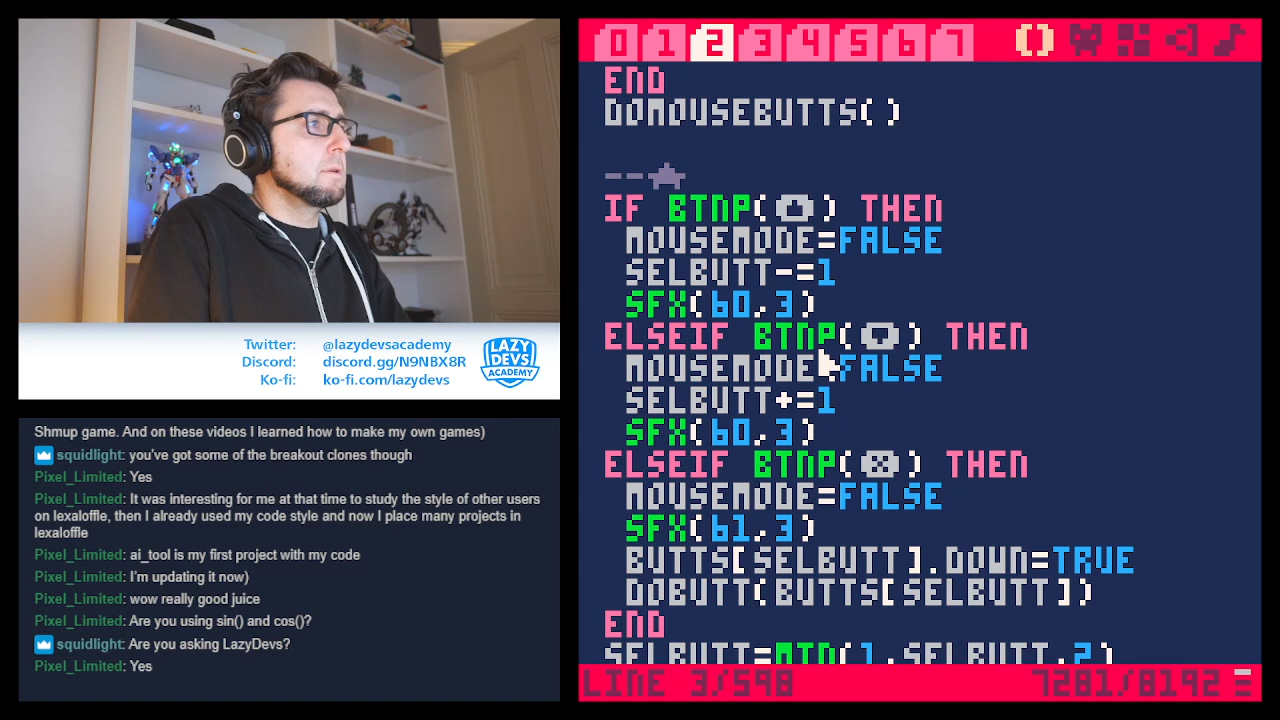 Twitter: @lazydevsacademy
Discord: discord.gg/N9NBX8R
Ko-fi: ko-fi.com/lazydevs
LAZY
DEVS
ACADEMY
Shmup game. And on these videos I learned how to make my own games)
squidlight: you've got some of the breakout clones though
Pixel_Limited: Yes
Pixel_Limited: It was interesting for me at that time to study the style of other users
on lexaloffle, then I already used my code style and now I place many projects in
lexaloffle
Pixel_Limited: ai_tool is my first project with my code
Pixel_Limited: I'm updating it now)
Pixel_Limited: wow really good juice
Pixel_Limited: Are you using sin() and cos()?
squidlight: Are you asking LazyDevs?
Pixel_Limited: Yes
0 1 2 3 4 5 6 7 ()
END
DOMOUSEBUTTS()
--
IF BTNP(⬆️) THEN
MOUSEMODE=FALSE
SELBUTT-=1
SFX(60,3)
ELSEIF BTNP(⬇️) THEN
MOUSEMODE=FALSE
SELBUTT+=1
SFX(60,3)
ELSEIF BTNP(❎) THEN
MOUSEMODE=FALSE
SFX(61,3)
BUTTS[SELBUTT].DOWN=TRUE
DOBUTT(BUTTS[SELBUTT])
END
SELBUTT=MID(1,SELBUTT,2)
LINE 3/598 7281/8192